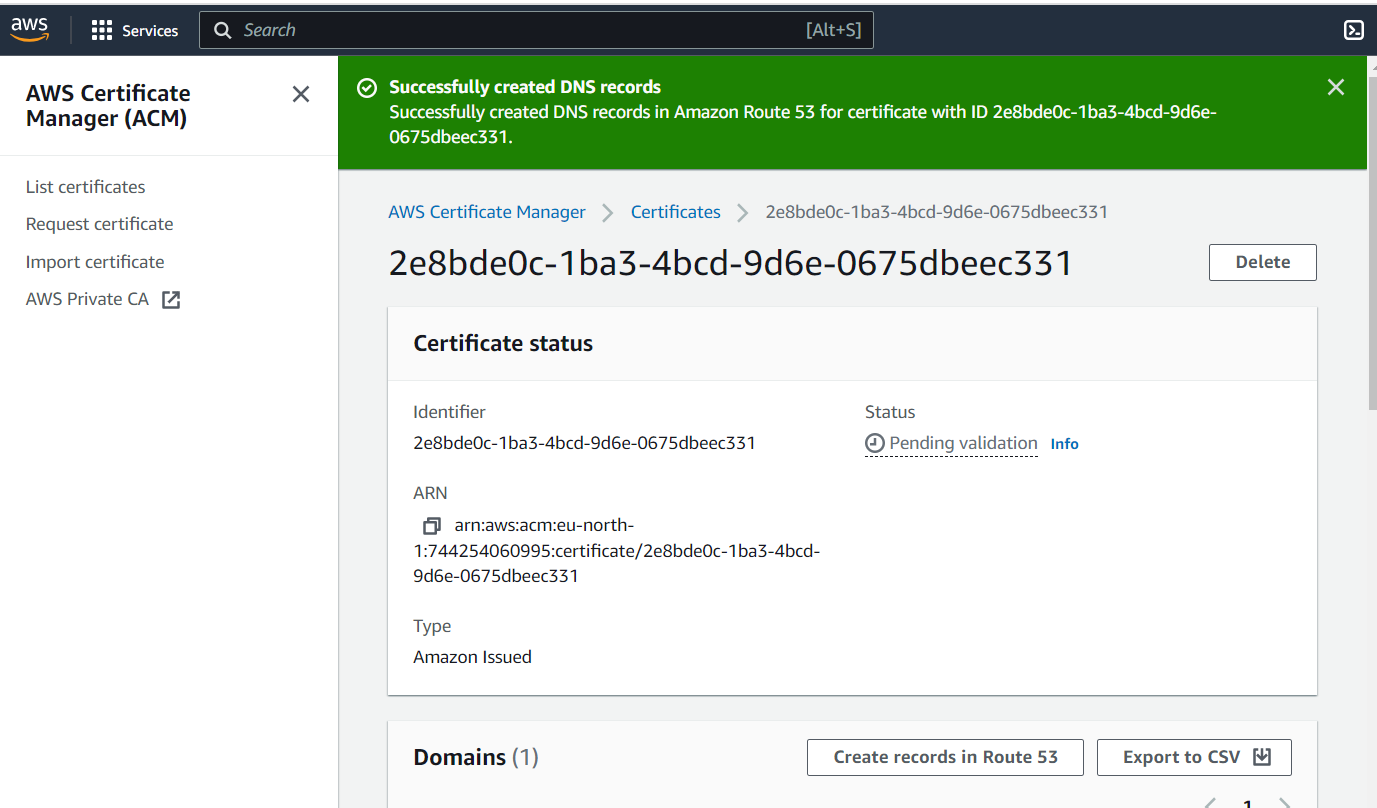 aws
Services
Search
[Alt+S]
AWS Certificate
Manager (ACM)
List certificates
Request certificate
Import certificate
AWS Private CA
Successfully created DNS records
Successfully created DNS records in Amazon Route 53 for certificate with ID 2e8bde0c-1ba3-4bcd-9d6e-
0675dbeec331.
AWS Certificate Manager
Certificates
2e8bde0c-1ba3-4bcd-9d6e-0675dbeec331
2e8bde0c-1ba3-4bcd-9d6e-0675dbeec331
Delete
Certificate status
Identifier
2e8bde0c-1ba3-4bcd-9d6e-0675dbeec331
Status
Pending validation Info
ARN
arn:aws:acm:eu-north-
1:744254060995:certificate/2e8bde0c-1ba3-4bcd-
9d6e-0675dbeec331
Type
Amazon Issued
Domains (1)
Create records in Route 53
Export to CSV
1